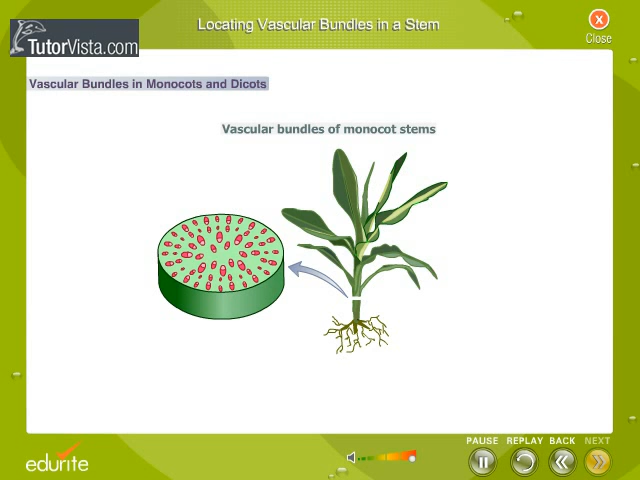 Locating Vascular Bundles in a Stem
X
Close
TutorVista.com
Vascular Bundles in Monocots and Dicots
Vascular bundles of monocot stems
PAUSE REPLAY BACK NEXT
edurite